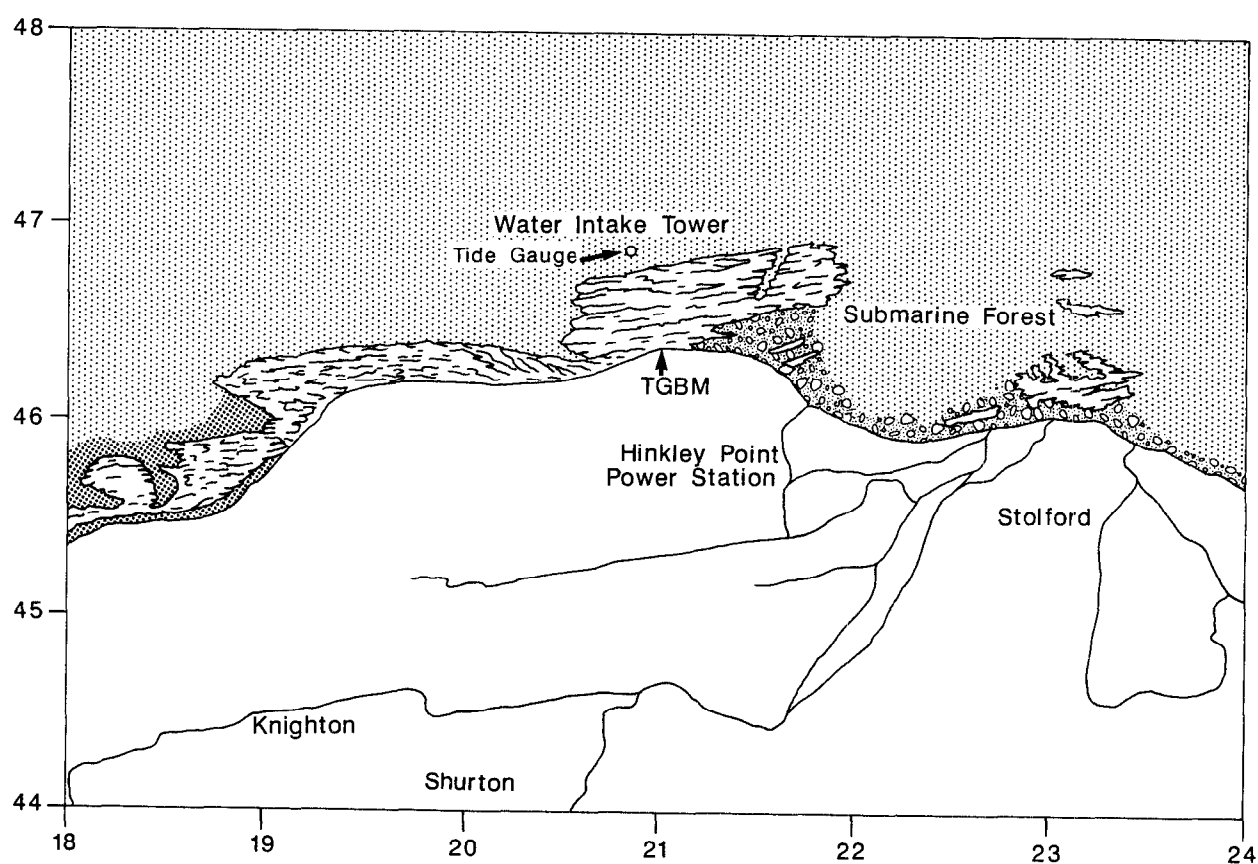 48
47
Water Intake Tower
Tide Gauge
Submarine Forest
TGBM
46
Hinkley Point
Power Station
Stolford
45
Knighton
Shurton
44
18
19
20
21
22
23
24